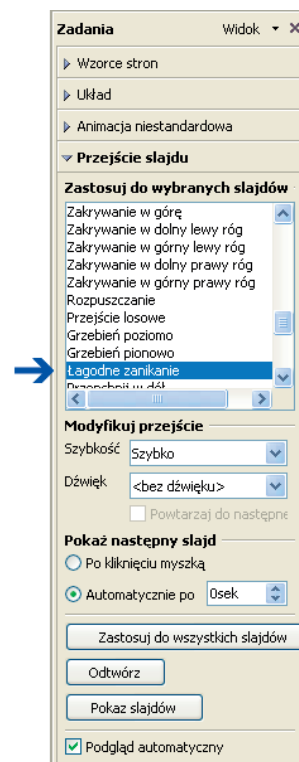 Zadania Widok
Wzorce stron
Układ
Animacja niestandardowa
Przejście slajdu
Zastosuj do wybranych slajdów
Zakrywanie w górę
Zakrywanie w dolny lewy róg
Zakrywanie w górny lewy róg
Zakrywanie w dolny prawy róg
Zakrywanie w górny prawy róg
Rozpuszczanie
Przejście losowe
Grzebień poziomo
Grzebień pionowo
Łagodne zanikanie
Przepchnij w dół
Modyfikuj przejście
Szybkość Szybko
Dźwięk <bez dźwięku>
Powtarzaj do następne
Pokaż następny slajd
Po kliknięciu myszką
Automatycznie po 0sek
Zastosuj do wszystkich slajdów
Odtwórz
Pokaz slajdów
Podgląd automatyczny